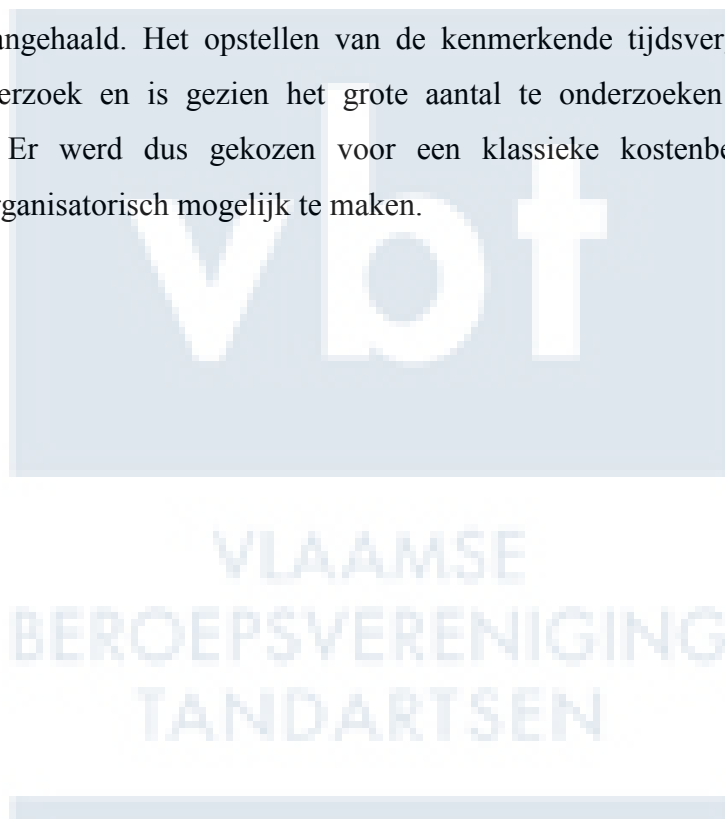 angehaald. Het opstellen van de kenmerkende tijdsver
erzoek en is gezien het grote aantal te onderzoeken
Er werd dus gekozen voor een klassieke kostenbe
rganisatorisch mogelijk te maken.
vbt
VLAAMSE
BEROEPSVERENIGING
TANDARTSEN